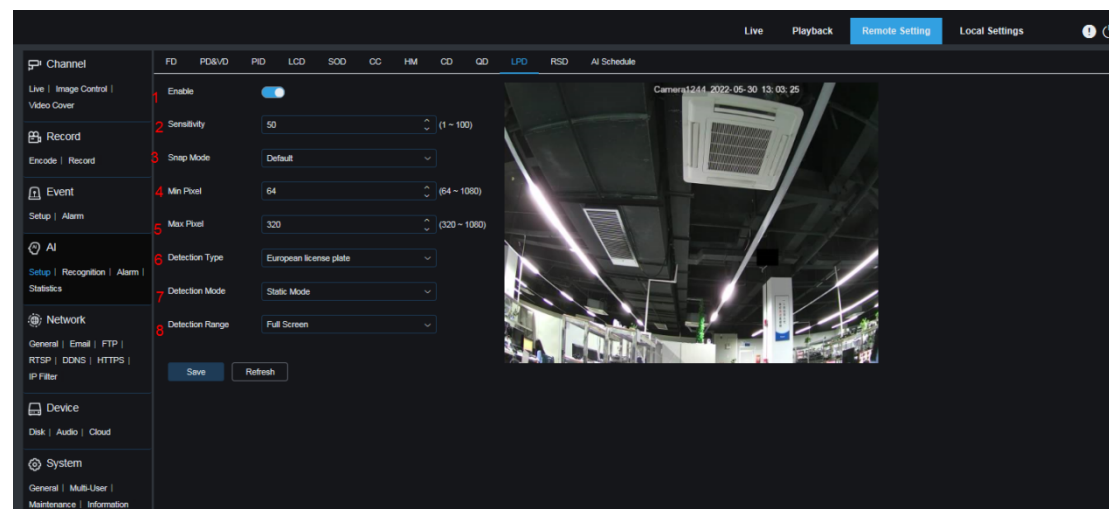 Live Playback Remote Setting Local Settings
Channel
Live | Image Control |
Video Cover
Record
Encode | Record
Event
Setup | Alarm
AI
Setup | Recognition | Alarm |
Statistics
Network
General | Email | FTP |
RTSP | DDNS | HTTPS |
IP Filter
Device
Disk | Audio | Cloud
System
General | Multi-User |
Maintenance | Information
FD PD&VD PID LCD SOD CC HM CD QD LPD RSD AI Schedule
1 Enable
2 Sensitivity 50 (1 ~ 100)
3 Snap Mode Default
4 Min Pixel 64 (64 ~ 1080)
5 Max Pixel 320 (320 ~ 1080)
6 Detection Type European license plate
7 Detection Mode Static Mode
8 Detection Range Full Screen
Save Refresh
Camera1244 2022-05-30 13:03:25